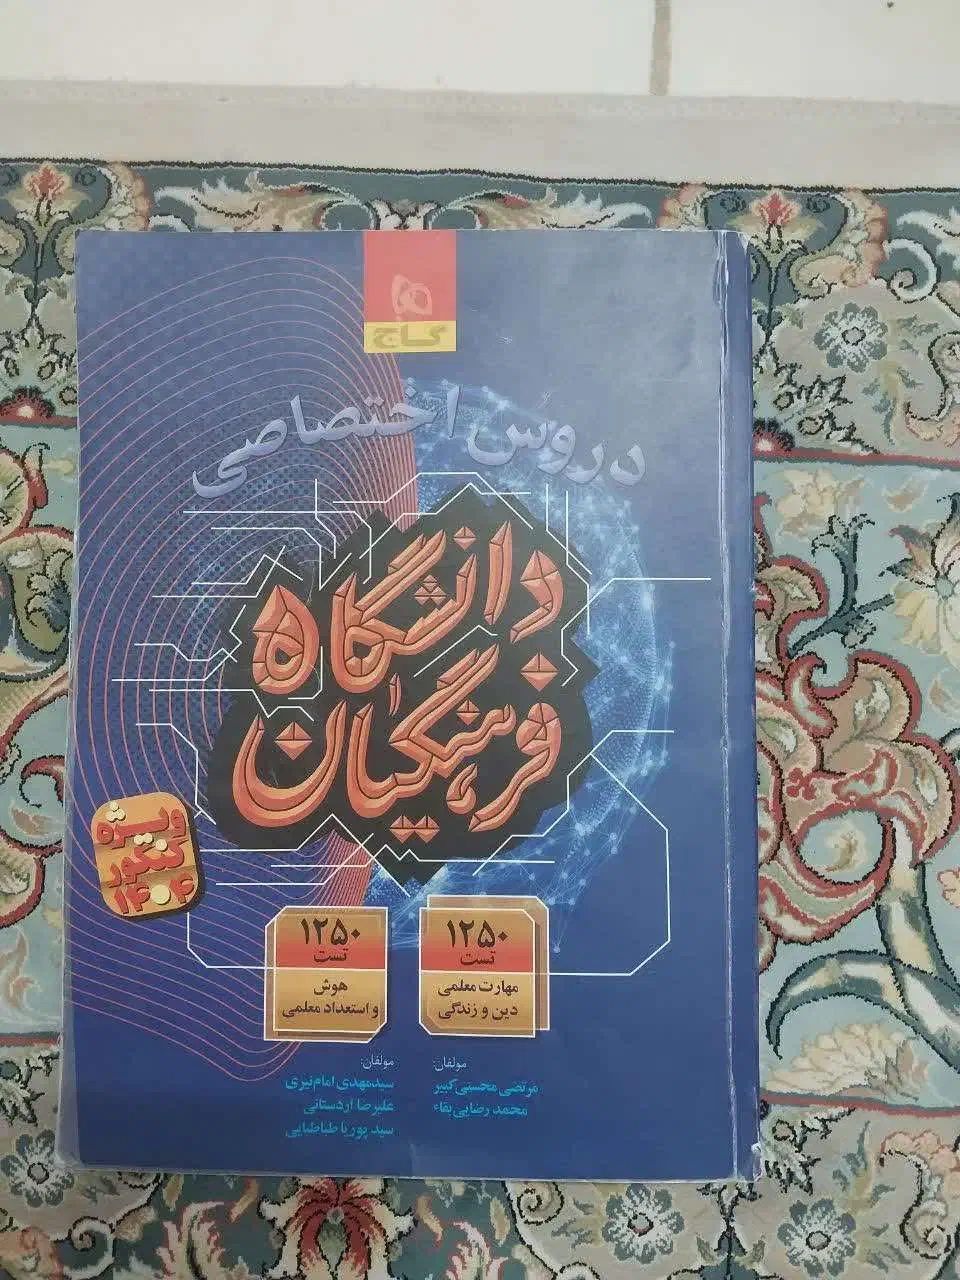 گاج
دروس اختصاصی
دانشگاه
فرهنگیان
ویژه
کنکور
۱۴۰۴
۱۲۵۰
تست
مهارت معلمی
دین و زندگی
۱۲۵۰
تست
هوش
و استعداد معلمی
مولفان:
مرتضی محسنی کبیر
محمد رضایی بقاء
مولفان:
سیدمهدی امام نیری
علیرضا اردستانی
سید پوریا طباطبایی